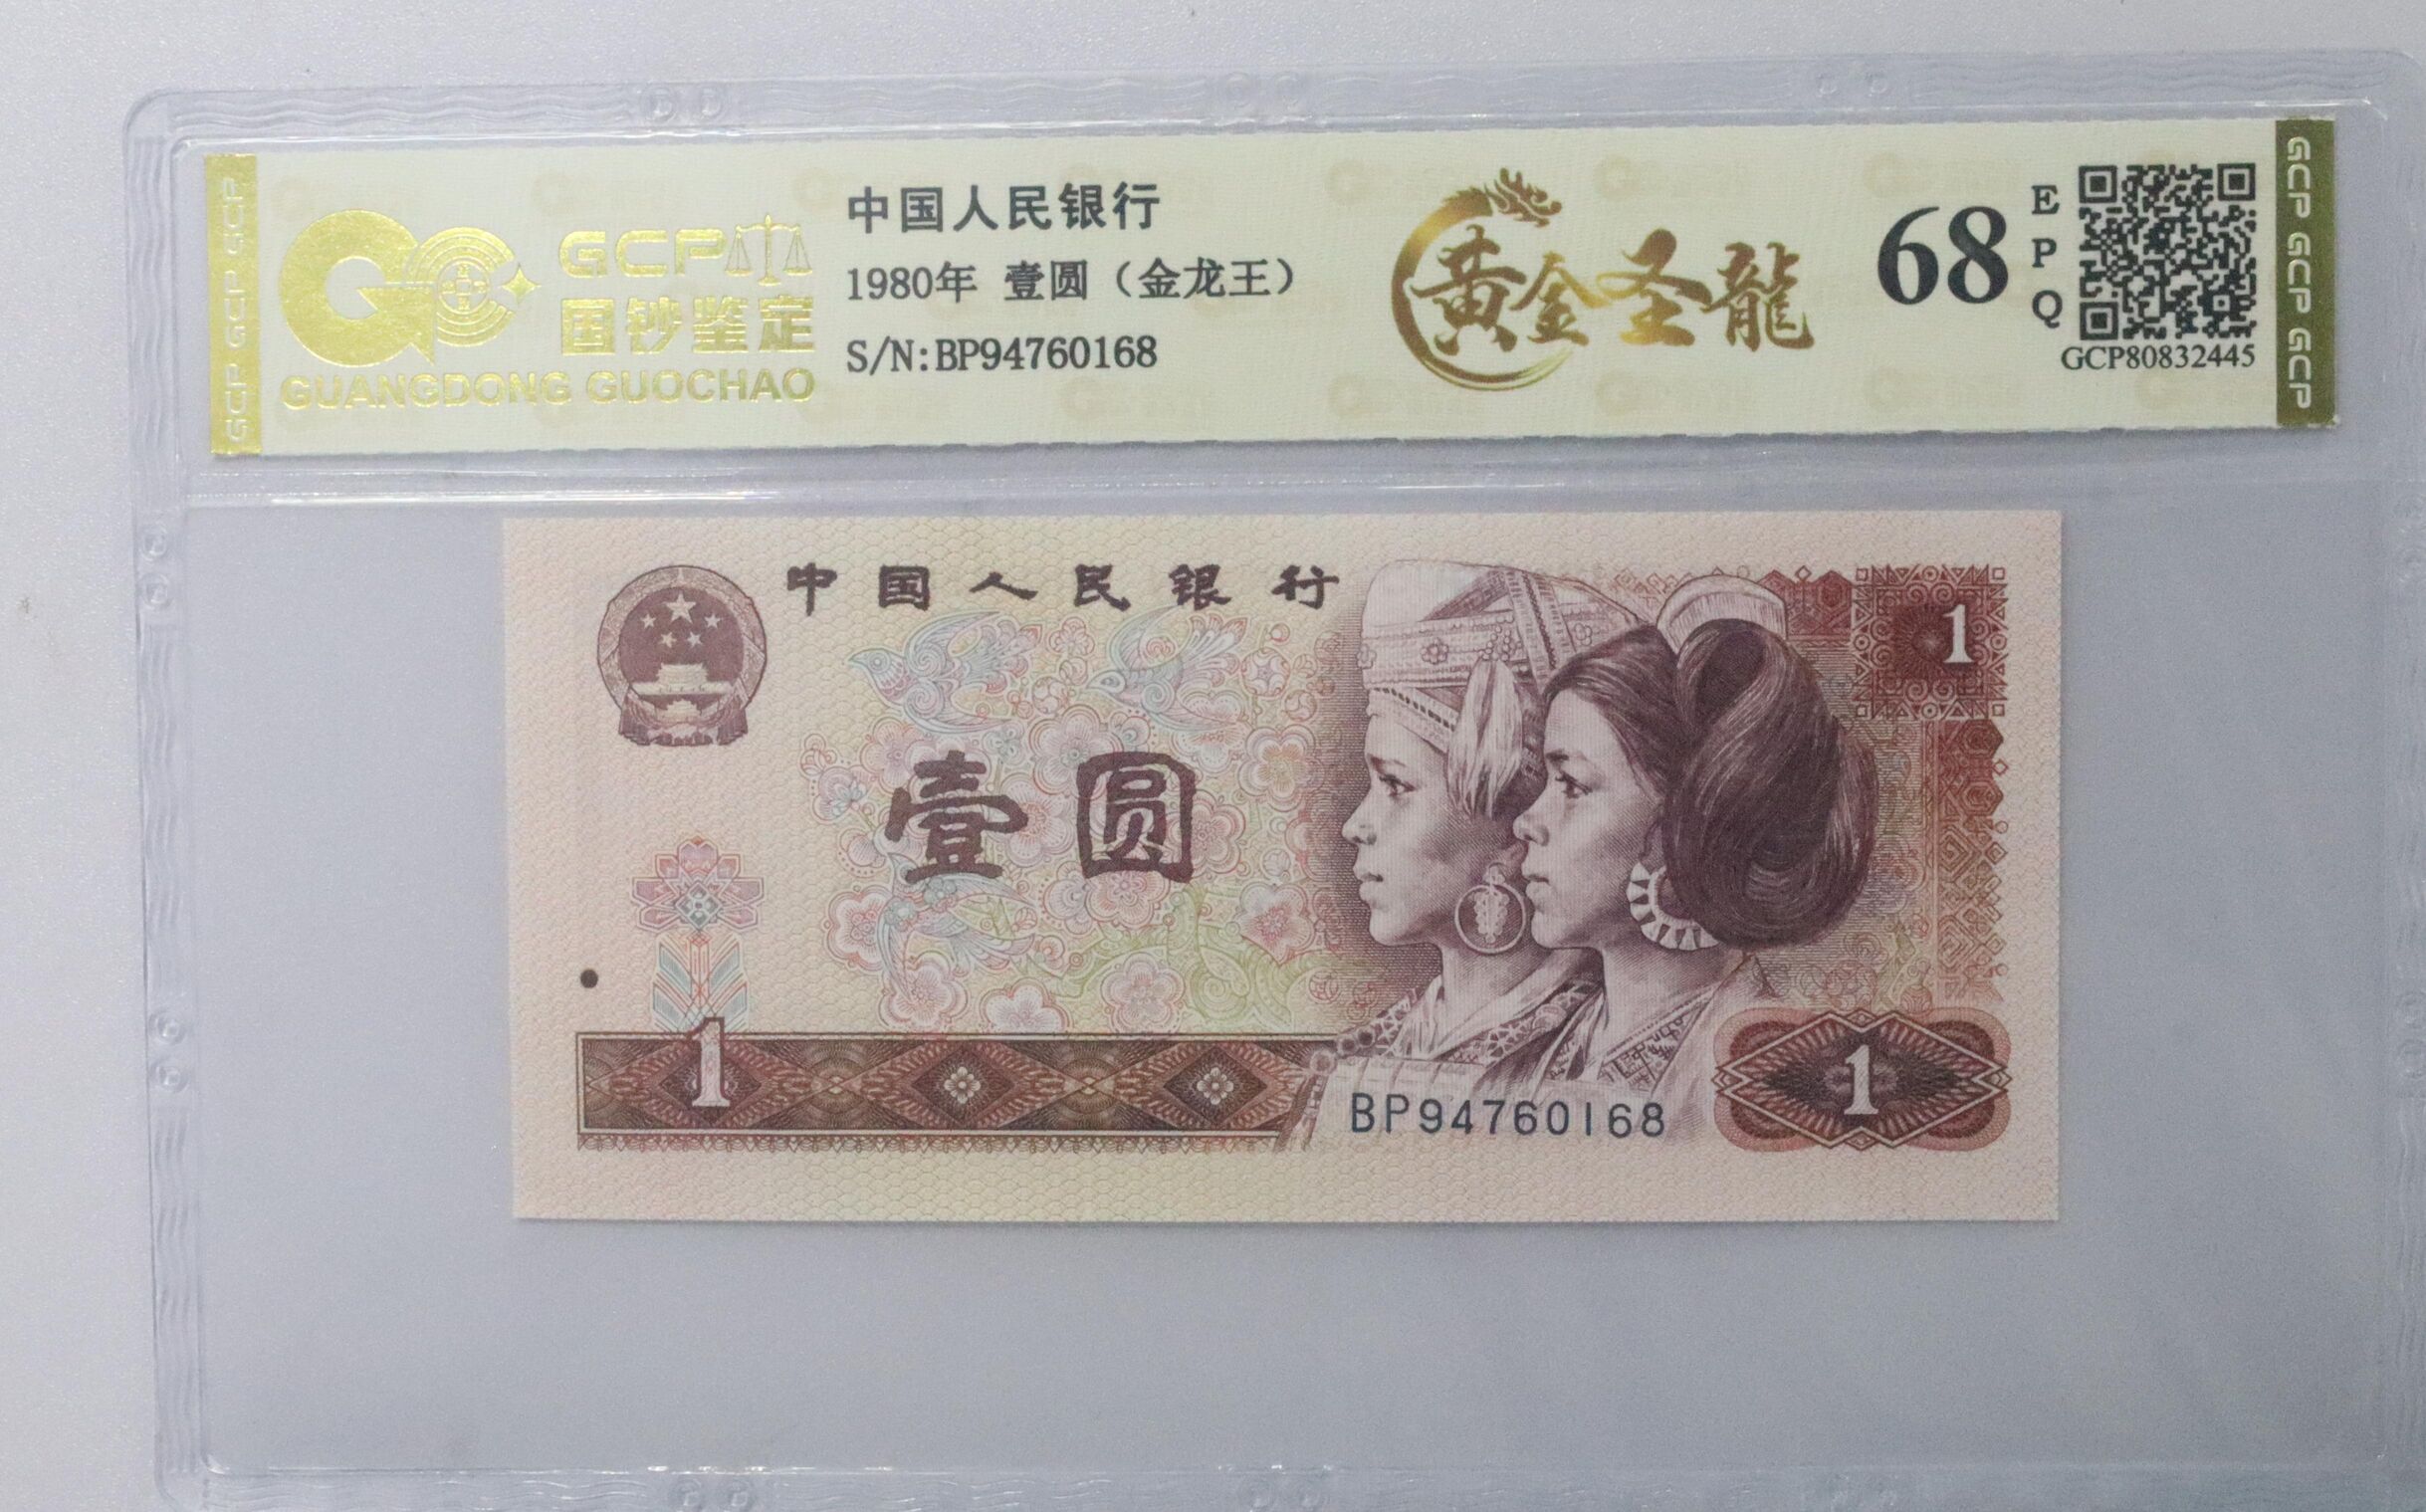 GCP GCP GCP
GCP
国钞鉴定
GUANGDONG GUOCHAO
中国人民银行
1980年 壹圆（金龙王）
S/N:BP94760168
黄金圣龍
68
E
P
Q
GCP80832445
GCP GCP GCP
中国人民银行
1
壹圆
1
1
BP94760168